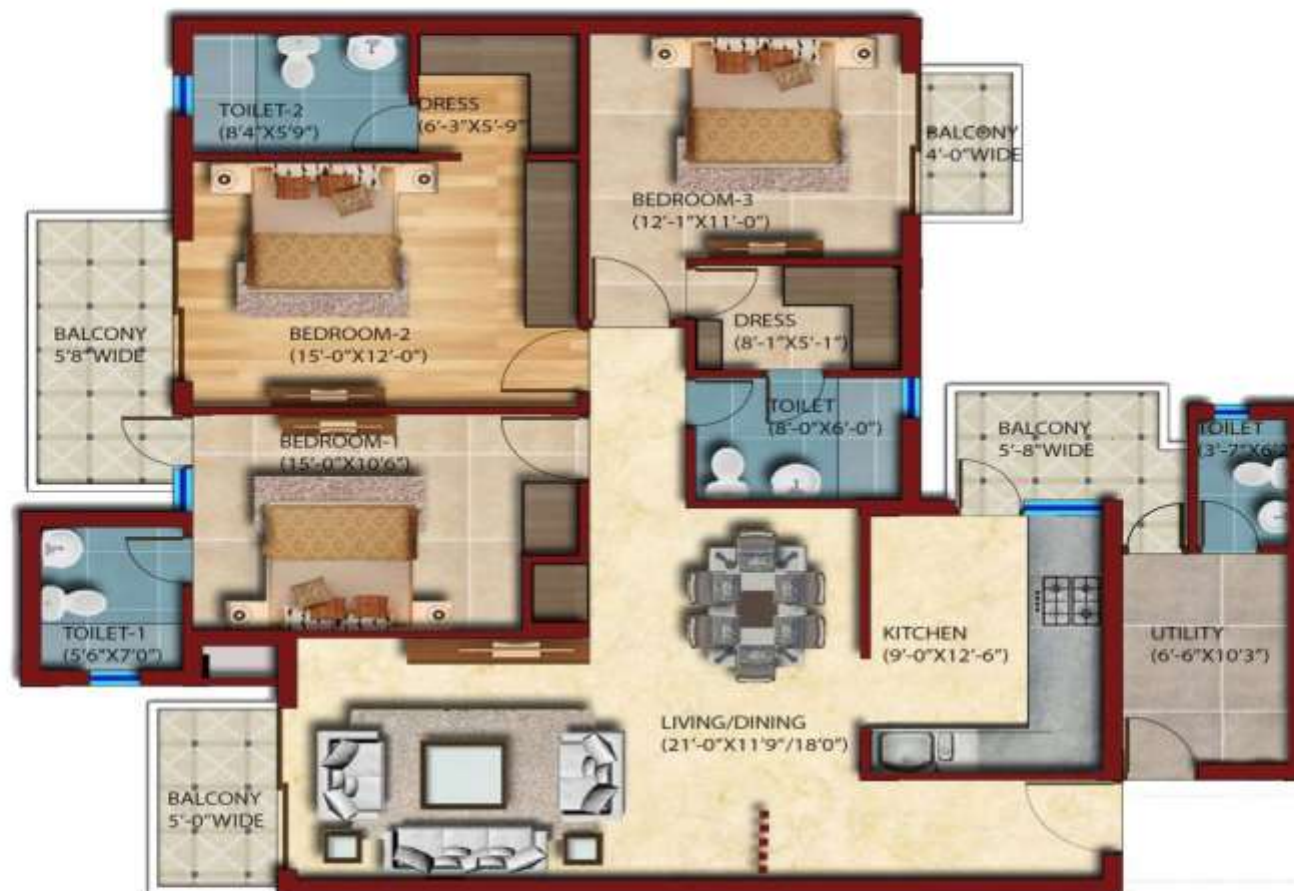 TOILET-2
(8'4"X5'9")
DRESS
(6'-3"X5'-9"
BALCONY
4'-0"WIDE
BEDROOM-3
(12'-1"X11'-0")
BALCONY
5'8"WIDE
BEDROOM-2
(15'-0"X12'-0")
DRESS
(8'-1"X5'-1")
TOILET
(8'-0"X6'-0")
BALCONY
5'-8"WIDE
TOILET
(3'-7"X6'2"
BEDROOM-1
(15'-0"X10'6")
TOILET-1
(5'6"X7'0")
KITCHEN
(9'-0"X12'-6")
UTILITY
(6'-6"X10'3")
LIVING/DINING
(21'-0"X11'9"/18'0")
BALCONY
5'-0"WIDE